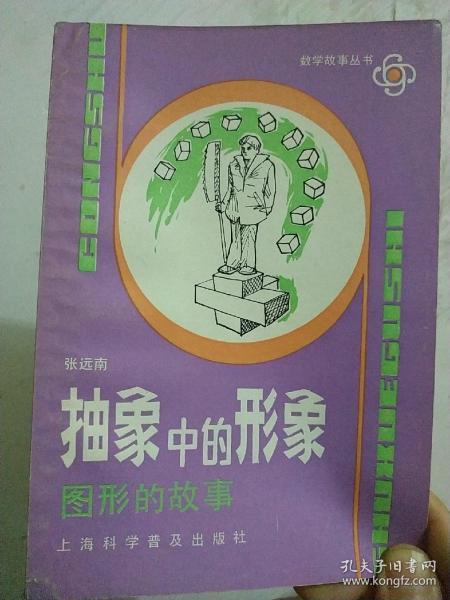 数学故事丛书
CONGSHU
SHUXUEGUSHI
张远南
抽象中的形象
图形的故事
上海科学普及出版社
孔夫子旧书网
www.kongfz.com